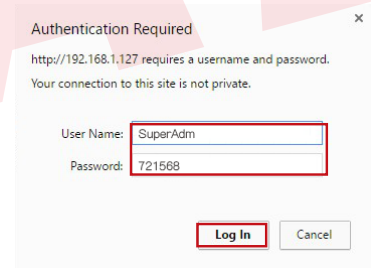 ×
Authentication Required
http://192.168.1.127 requires a username and password.
Your connection to this site is not private.
User Name: SuperAdm
Password: 721568
Log In Cancel